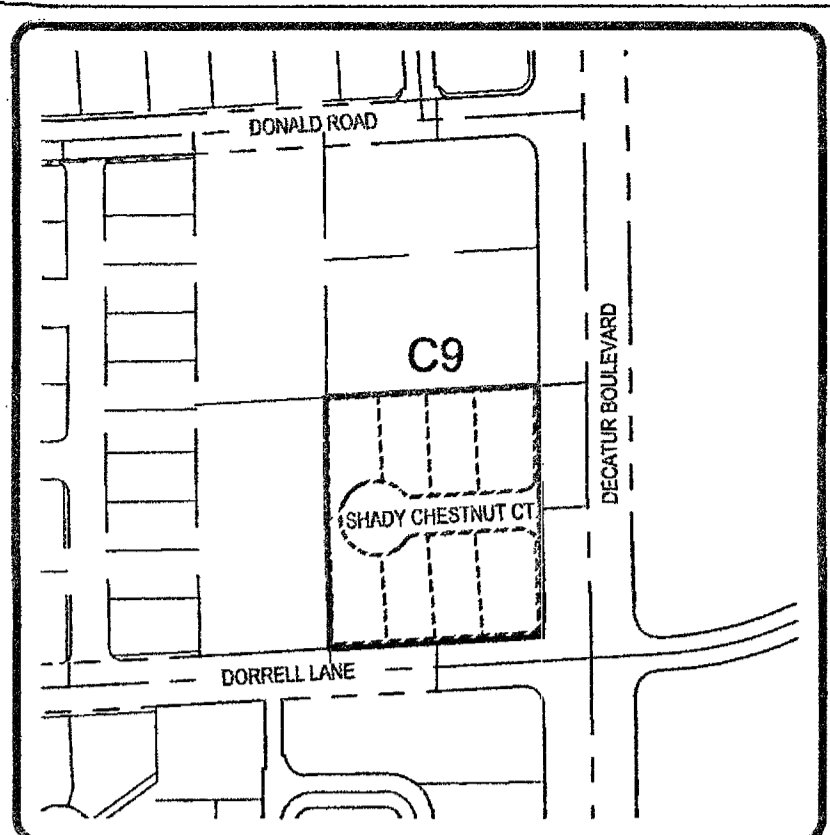 DONALD ROAD
C9
DECATUR BOULEVARD
SHADY CHESTNUT CT
DORRELL LANE